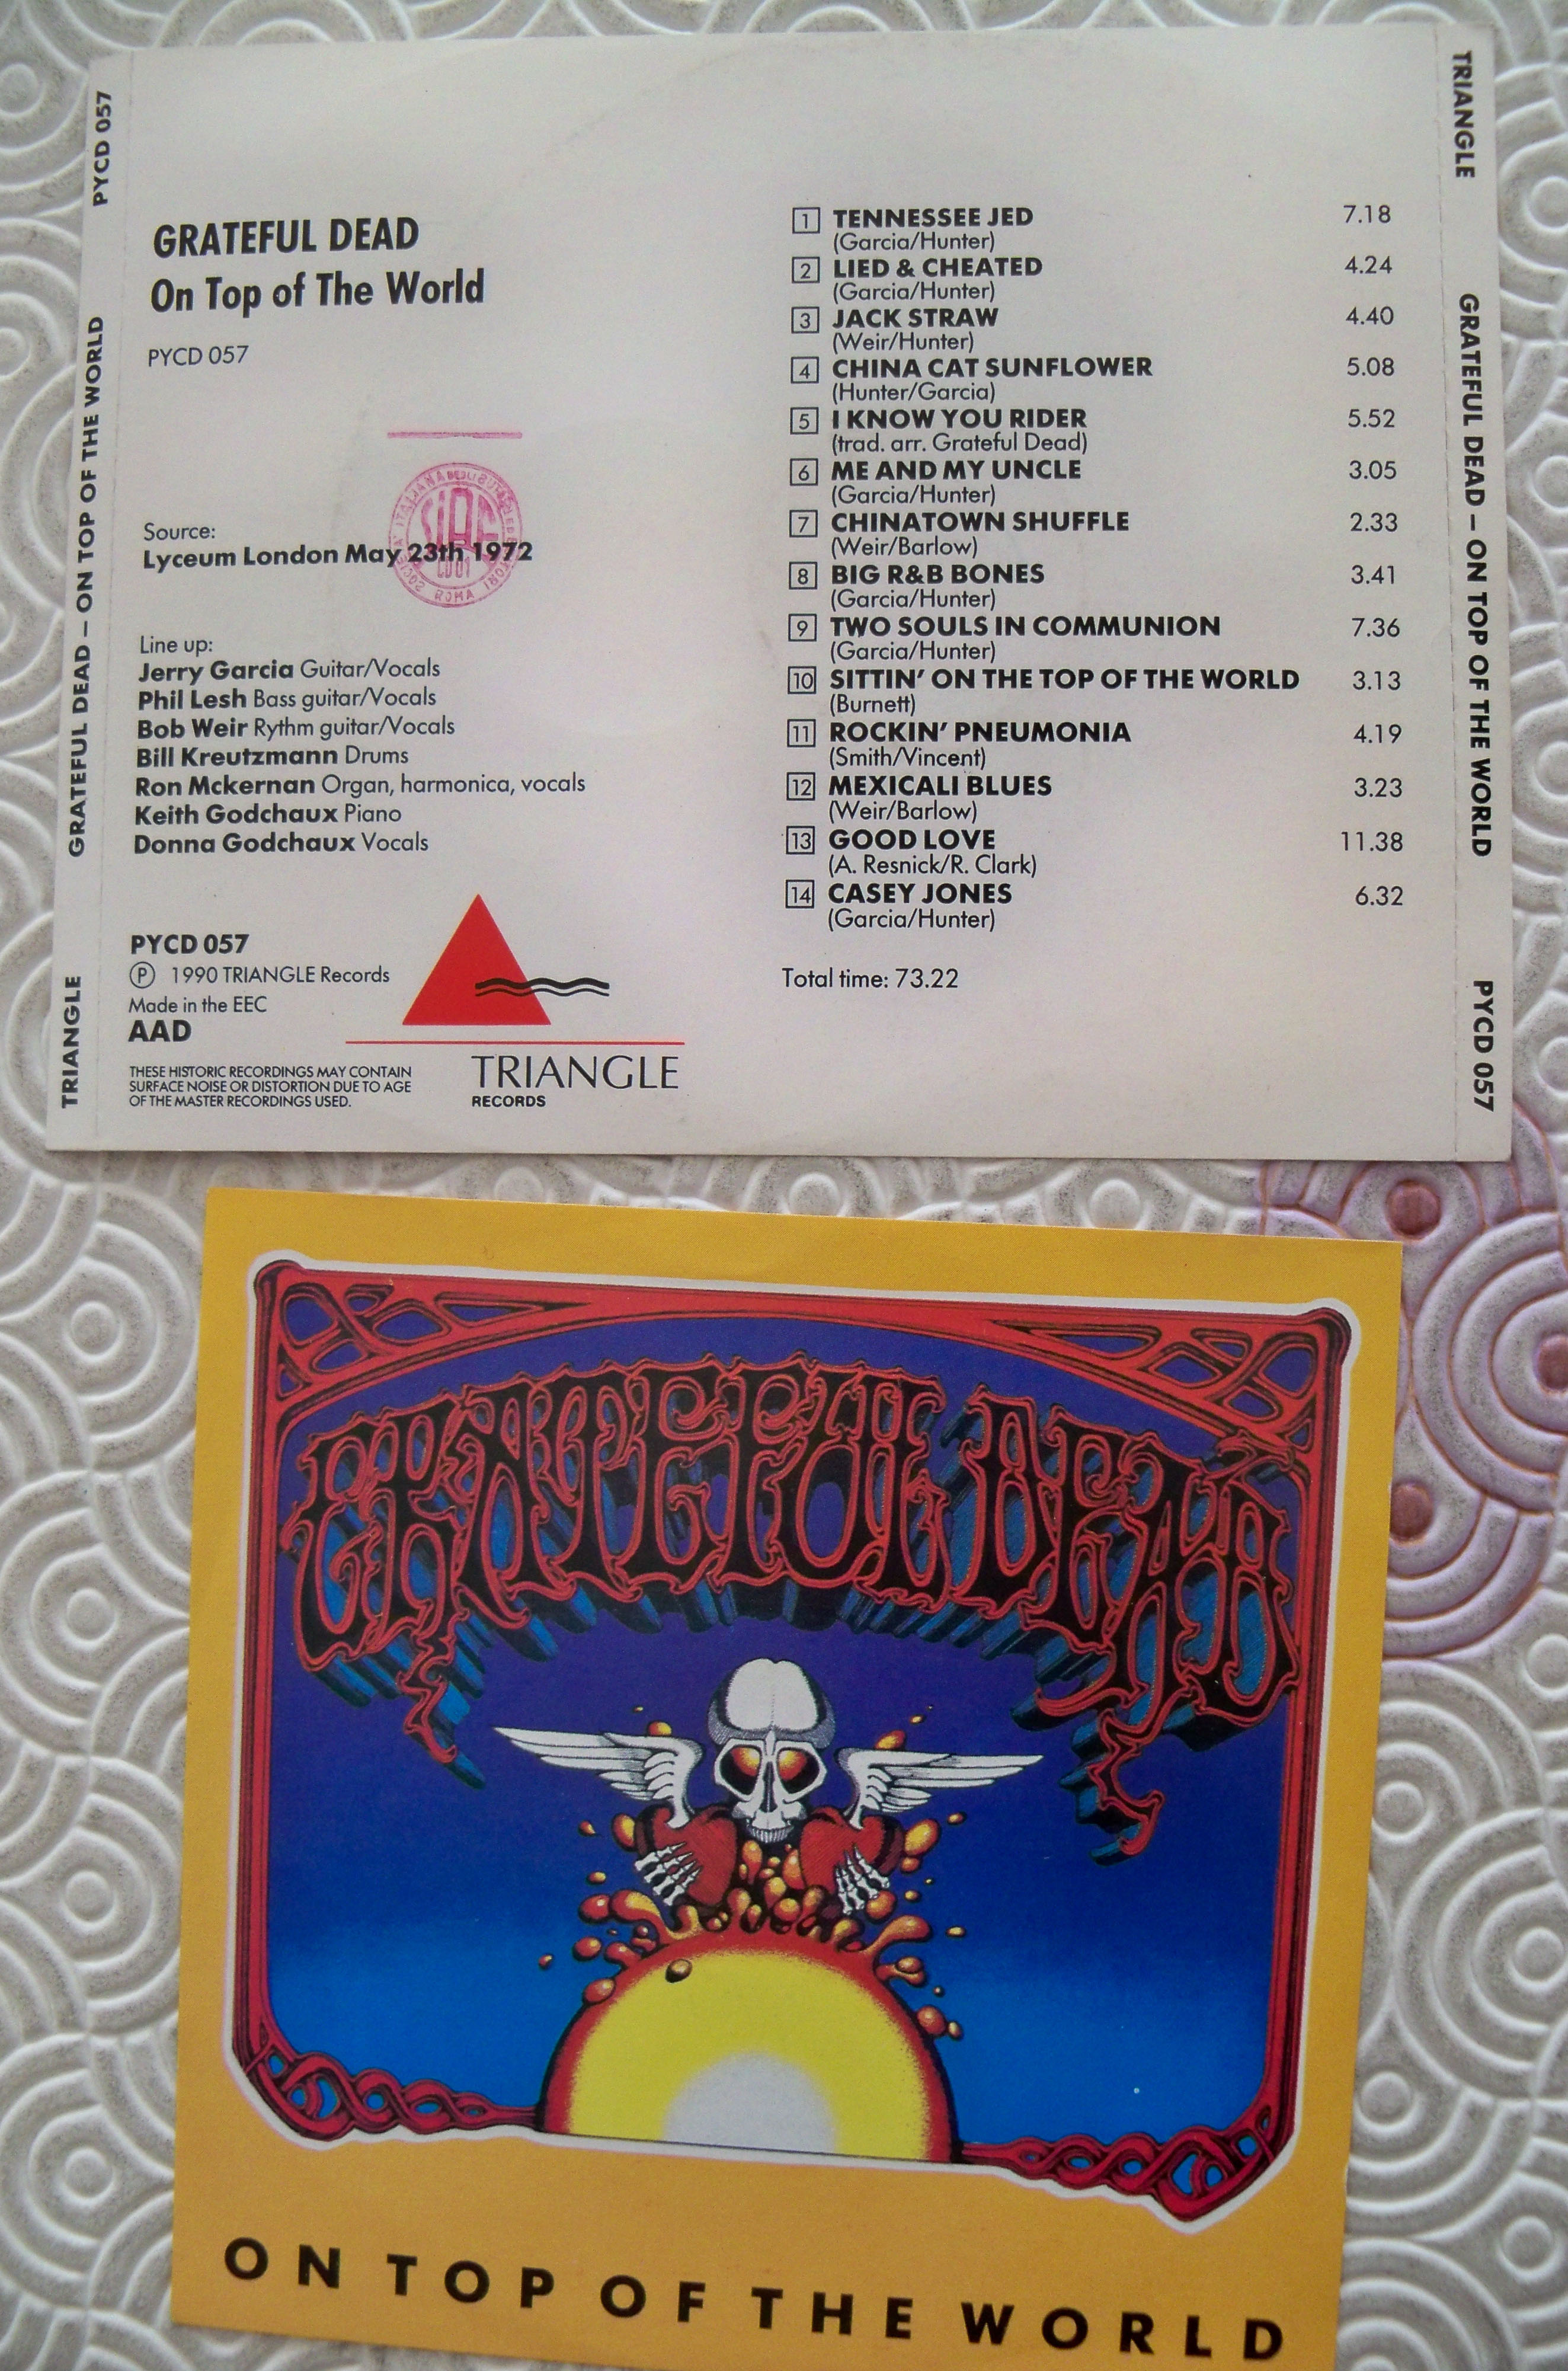 PYCD 057
GRATEFUL DEAD – ON TOP OF THE WORLD
TRIANGLE
GRATEFUL DEAD
On Top of The World
PYCD 057
SIAE
ROMA
Source:
Lyceum London May 23th 1972
Line up:
Jerry Garcia Guitar/Vocals
Phil Lesh Bass guitar/Vocals
Bob Weir Rythm guitar/Vocals
Bill Kreutzmann Drums
Ron Mckernan Organ, harmonica, vocals
Keith Godchaux Piano
Donna Godchaux Vocals
PYCD 057
Ⓟ 1990 TRIANGLE Records
Made in the EEC
AAD
THESE HISTORIC RECORDINGS MAY CONTAIN
SURFACE NOISE OR DISTORTION DUE TO AGE
OF THE MASTER RECORDINGS USED.
TRIANGLE
RECORDS
1 TENNESSEE JED 7.18
(Garcia/Hunter)
2 LIED & CHEATED 4.24
(Garcia/Hunter)
3 JACK STRAW 4.40
(Weir/Hunter)
4 CHINA CAT SUNFLOWER 5.08
(Hunter/Garcia)
5 I KNOW YOU RIDER 5.52
(trad. arr. Grateful Dead)
6 ME AND MY UNCLE 3.05
(Garcia/Hunter)
7 CHINATOWN SHUFFLE 2.33
(Weir/Barlow)
8 BIG R&B BONES 3.41
(Garcia/Hunter)
9 TWO SOULS IN COMMUNION 7.36
(Garcia/Hunter)
10 SITTIN' ON THE TOP OF THE WORLD 3.13
(Burnett)
11 ROCKIN' PNEUMONIA 4.19
(Smith/Vincent)
12 MEXICALI BLUES 3.23
(Weir/Barlow)
13 GOOD LOVE 11.38
(A. Resnick/R. Clark)
14 CASEY JONES 6.32
(Garcia/Hunter)
Total time: 73.22
TRIANGLE
GRATEFUL DEAD – ON TOP OF THE WORLD
PYCD 057
GRATEFUL DEAD
ON TOP OF THE WORLD